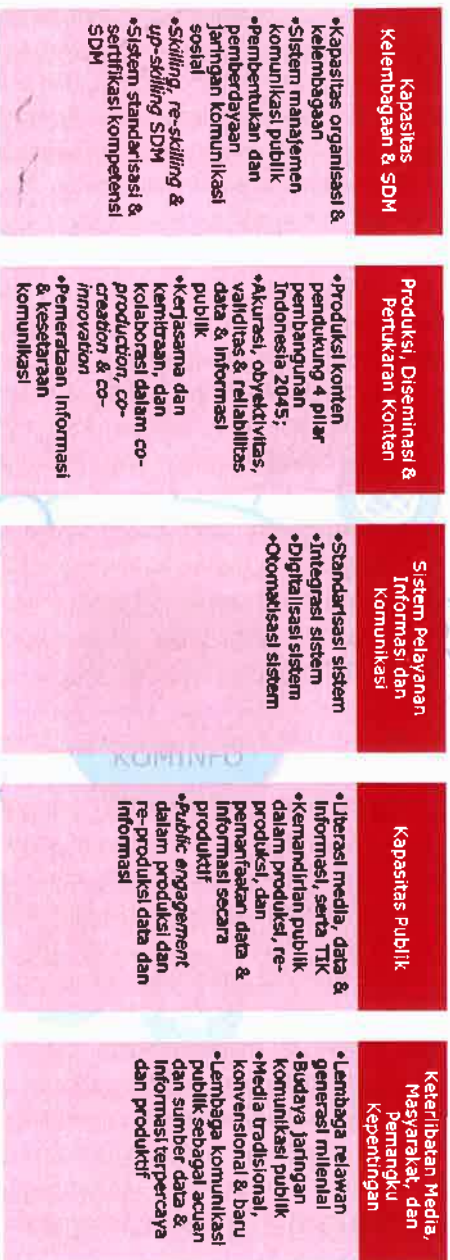 Kapasitas
Kelembagaan & SDM
•Kapasitas organisasi &
kelembagaan
•Sistem manajemen
komunikasi publik
•Pembentukan dan
pemberdayaan
jaringan komunikasi
sosial
•Skilling, re-skilling &
up-skilling SDM
•Sistem standarisasi &
sertifikasi kompetensi
SDM
Produksi, Diseminasi &
Pertukaran Konten
•Produksi konten
pendukung 4 pilar
pembangunan
Indonesia 2045;
•Akurasi, obyektivitas,
validitas & reliabilitas
data & informasi
publik
•Kerjasama dan
kemitraan, dan
kolaborasi dalam co-
production, co-
creation & co-
innovation
•Pemerataan Informasi
& kesetaraan
komunikasi
Sistem Pelayanan
Informasi dan
Komunikasi
•Standarisasi sistem
•Integrasi sistem
•Digitalisasi sistem
•Otomatisasi sistem
KOMINFO
Kapasitas Publik
•Literasi media, data &
Informasi, serta TIK
•Kemandirian publik
dalam produksi, re-
produksi, dan
pemanfaatan data &
Informasi secara
produktif
•Public engagement
dalam produksi dan
re-produksi data dan
Informasi
Keterlibatan Media,
Masyarakat, dan
Pemangku
Kepentingan
•Lembaga relawan
generasi milenial
•Budaya jaringan
komunikasi publik
•Media tradisional,
konvensional & baru
•Lembaga komunikasi
publik sebagai acuan
dan sumber data &
Informasi terpercaya
dan produktif